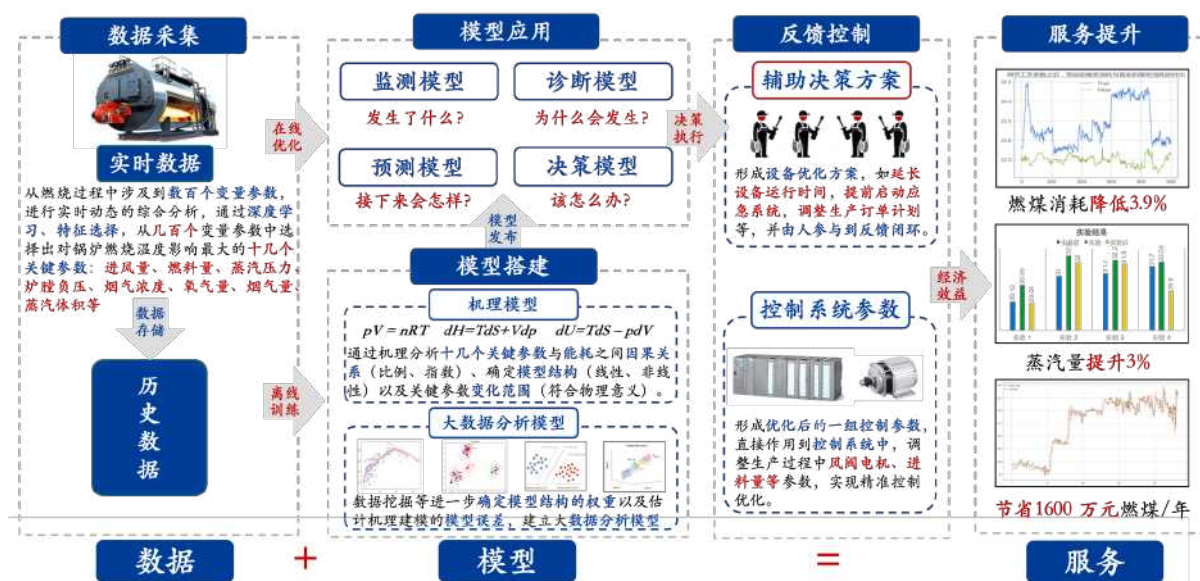 数据采集
实时数据
从燃烧过程中涉及到数百个变量参数，
进行实时动态的综合分析，通过深度学
习、特征选择，从几百个变量参数中选
择出对锅炉燃烧温度影响最大的十几个
关键参数：进风量、燃料量、蒸汽压力、
炉膛负压、烟气浓度、氧气量、烟气量、
蒸汽体积等
数据
存储
历
史
数
据
在线
优化
离线
训练
模型应用
监测模型
诊断模型
发生了什么?
为什么会发生?
预测模型
决策模型
接下来会怎样?
该怎么办?
模型
发布
模型搭建
机理模型
pV = nRT dH=TdS+Vdp dU=TdS−pdV
通过机理分析十几个关键参数与能耗之间因果关
系（比例、指数）、确定模型结构（线性、非线
性）以及关键参数变化范围（符合物理意义）。
大数据分析模型
数据挖掘等进一步确定模型结构的权重以及估
计机理建模的模型误差，建立大数据分析模型
决策
执行
反馈控制
辅助决策方案
形成设备优化方案，如延长
设备运行时间，提前启动应
急系统，调整生产订单计划
等，并由人参与到反馈闭环。
控制系统参数
形成优化后的一组控制参数，
直接作用到控制系统中，调
整生产过程中风阀电机、进
料量等参数，实现精准控制
优化。
经济
效益
服务提升
燃煤消耗降低3.9%
实验结果
实验 1
实验 2
实验 3
实验 4
蒸汽量提升3%
节省1600 万元燃煤/年
数据
+
模型
=
服务